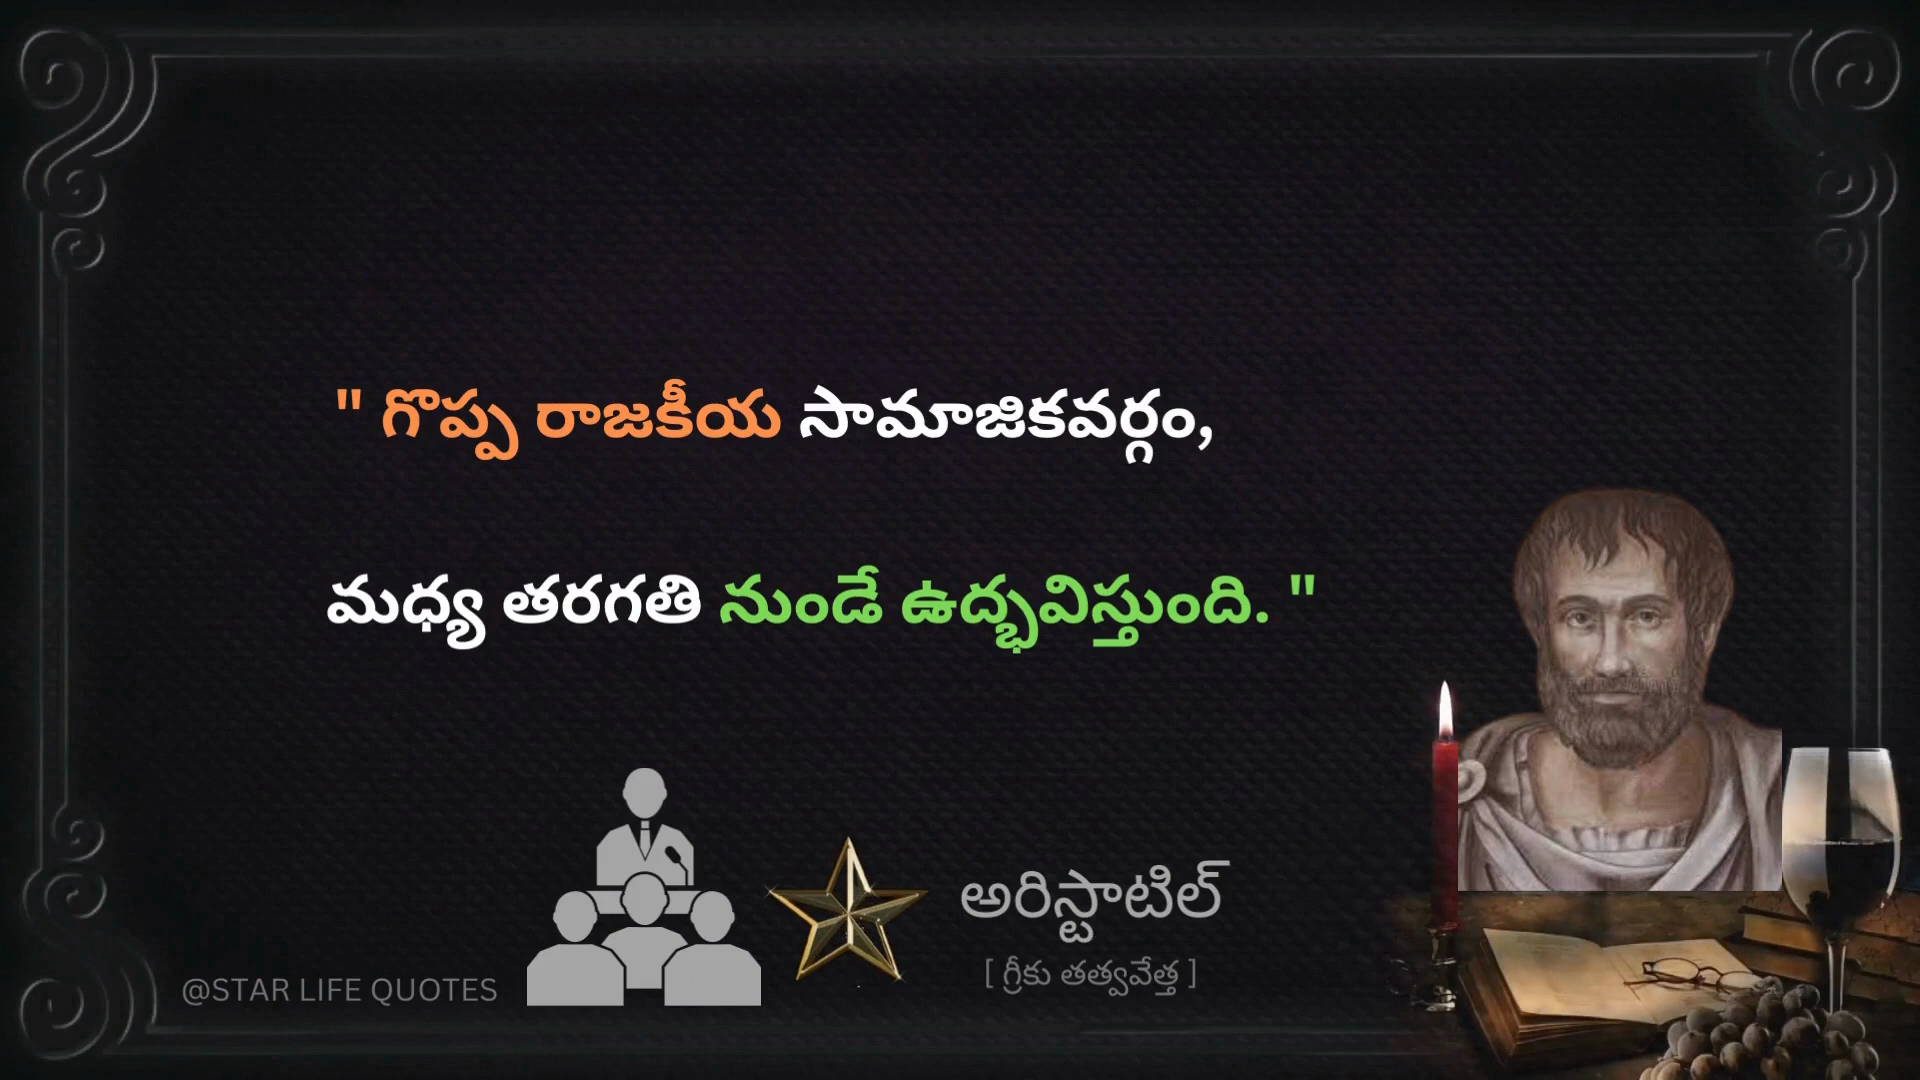 " గొప్ప రాజకీయ సామాజికవర్గం,
మధ్య తరగతి నుండే ఉద్భవిస్తుంది. "
అరిస్టాటిల్
[ గ్రీకు తత్వవేత్త ]
@STAR LIFE QUOTES